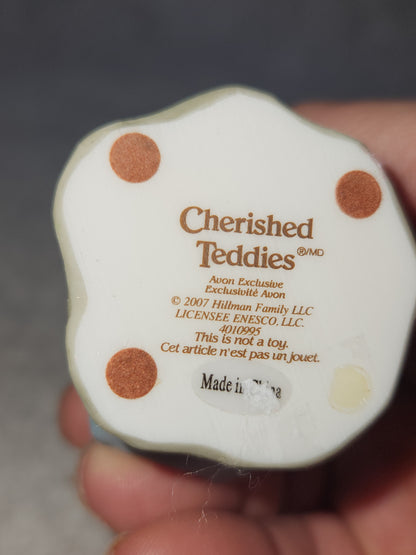 Cherished
Teddies®/MD
Avon Exclusive
Exclusivité Avon
© 2007 Hillman Family LLC
LICENSEE ENESCO, LLC.
4010995
This is not a toy.
Cet article n'est pas un jouet.
Made in China